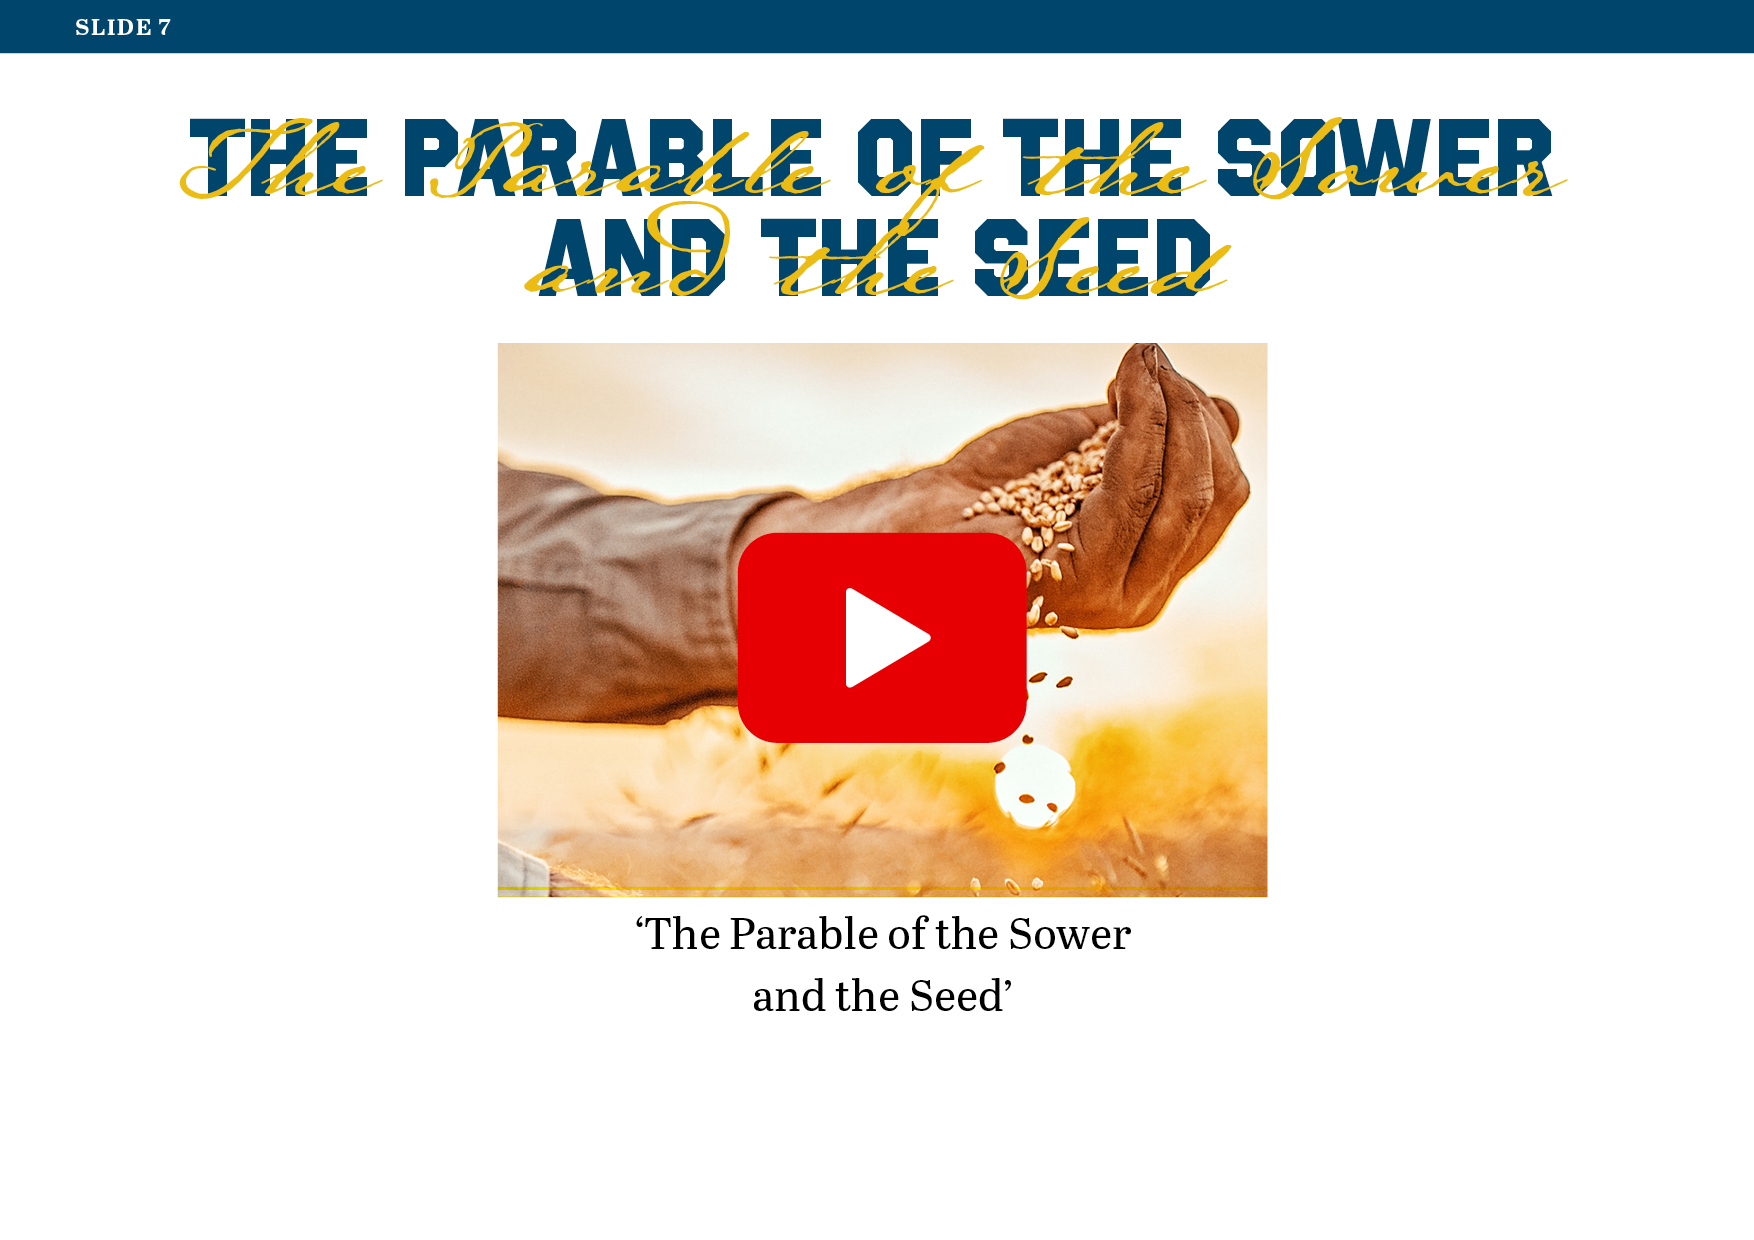 SLIDE 7
THE PARABLE OF THE SOWER
The Parable of the Sower
AND THE SEED
and the Seed
‘The Parable of the Sower
and the Seed’